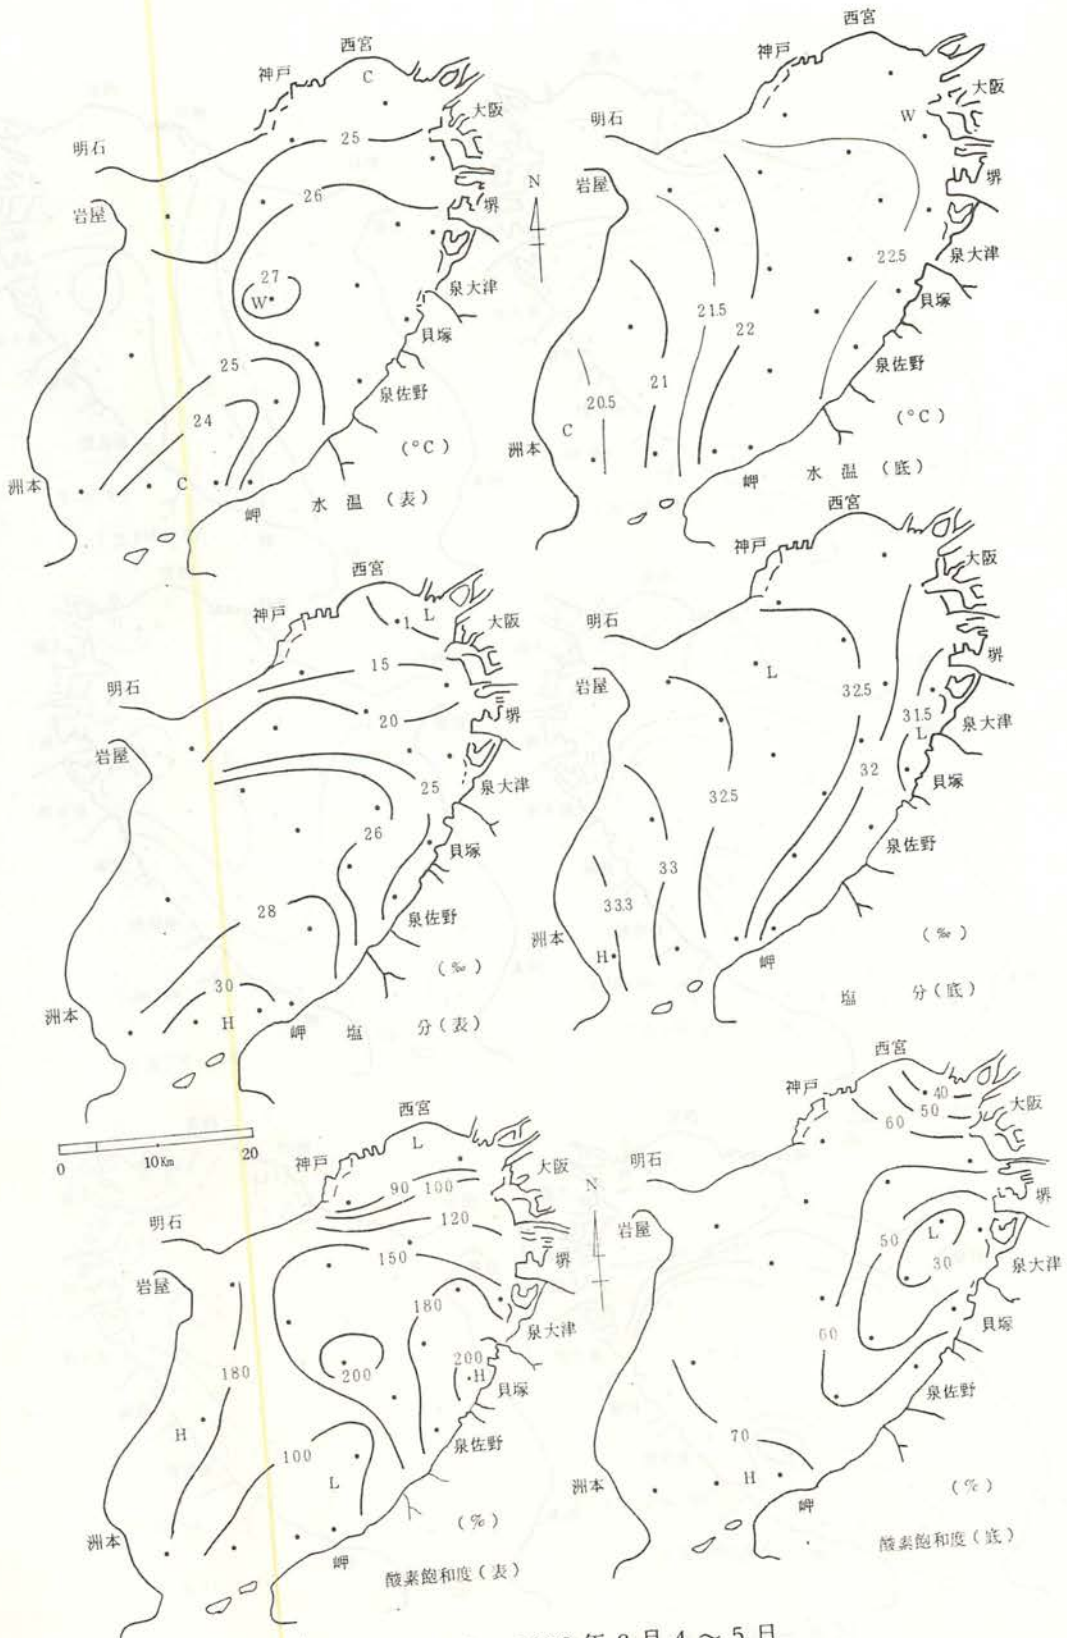 西宮
神戸
C
大阪
25
明石
26
岩屋
堺
27
W
泉大津
貝塚
25
泉佐野
24
(°C)
洲本
C
岬
水温(表)
西宮
神戸
大阪
W
明石
N
岩屋
堺
22.5
泉大津
21.5
貝塚
22
21
泉佐野
20.5
(°C)
C
洲本
岬
水温(底)
西宮
神戸
L
1
大阪
15
明石
20
堺
岩屋
25
泉大津
26
貝塚
28
泉佐野
(‰)
30
洲本
H
岬
塩分(表)
西宮
神戸
大阪
明石
堺
L
岩屋
32.5
31.5
L
泉大津
32
貝塚
32.5
泉佐野
33
33.3
(‰)
洲本
H
岬
塩分(底)
0
10Km
20
西宮
L
神戸
大阪
90
100
120
明石
150
堺
岩屋
180
泉大津
200
200
H
貝塚
180
H
泉佐野
100
L
(%)
洲本
岬
酸素飽和度(表)
西宮
神戸
40
50
大阪
60
明石
N
堺
岩屋
L
50
30
泉大津
貝塚
60
泉佐野
70
H
洲本
岬
(%)
酸素飽和度(底)
月4~5日